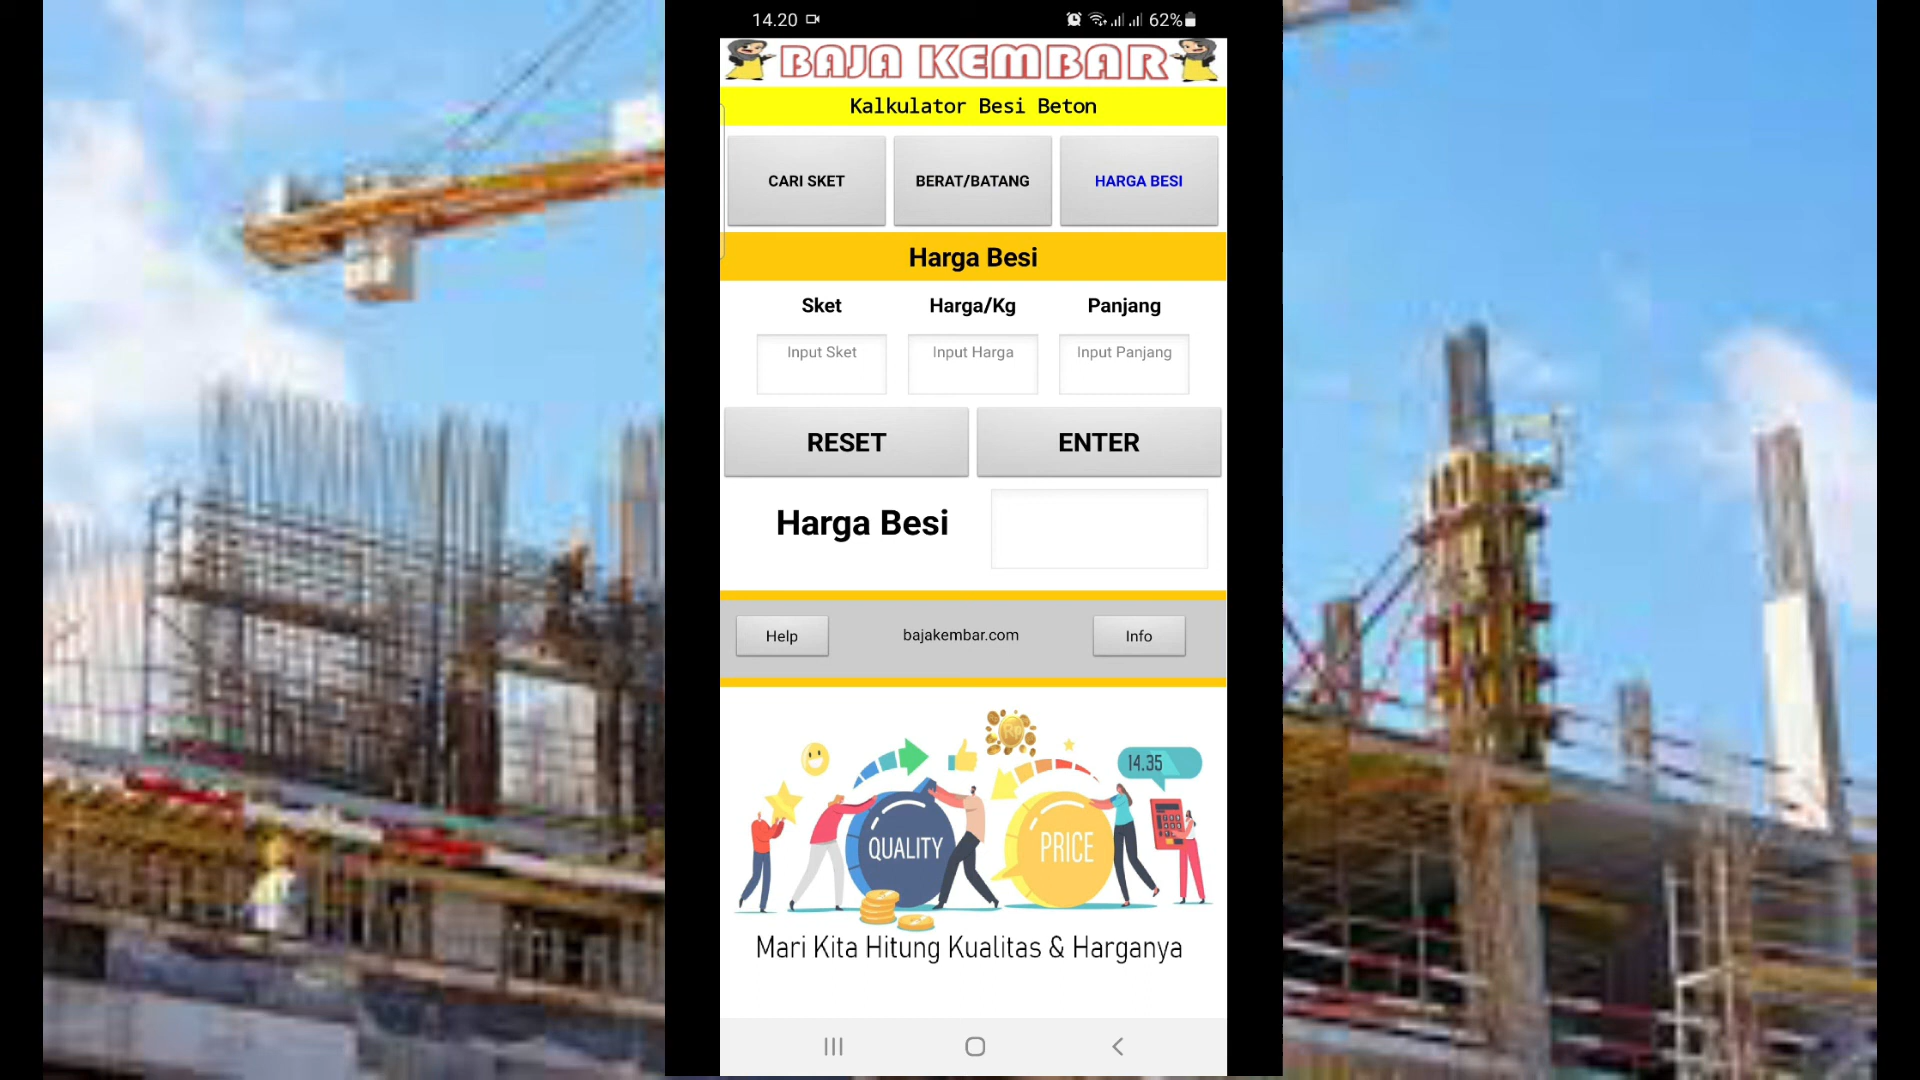 14.20 62%
BAJA KEMBAR
Kalkulator Besi Beton
CARI SKET BERAT/BATANG HARGA BESI
Harga Besi
Sket Harga/Kg Panjang
Input Sket Input Harga Input Panjang
RESET ENTER
Harga Besi
Help bajakembar.com Info
Rp
14.35
QUALITY PRICE
Mari Kita Hitung Kualitas & Harganya